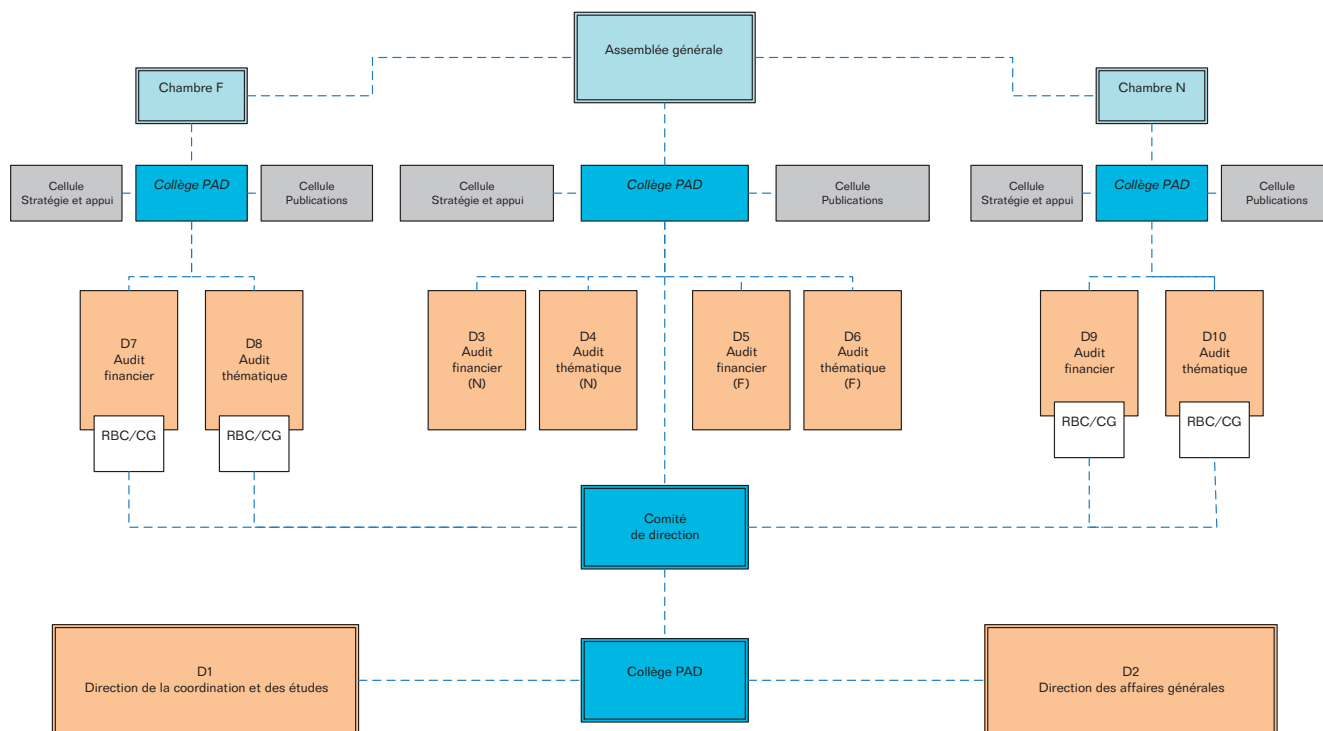 Assemblée générale
Chambre F
Chambre N
Cellule
Stratégie et appui
Collège PAD
Cellule
Publications
Cellule
Stratégie et appui
Collège PAD
Cellule
Publications
Cellule
Stratégie et appui
Collège PAD
Cellule
Publications
D7
Audit
financier
D8
Audit
thématique
D3
Audit
financier
(N)
D4
Audit
thématique
(N)
D5
Audit
financier
(F)
D6
Audit
thématique
(F)
D9
Audit
financier
D10
Audit
thématique
RBC/CG
RBC/CG
RBC/CG
RBC/CG
Comité
de direction
D1
Direction de la coordination et des études
Collège PAD
D2
Direction des affaires générales